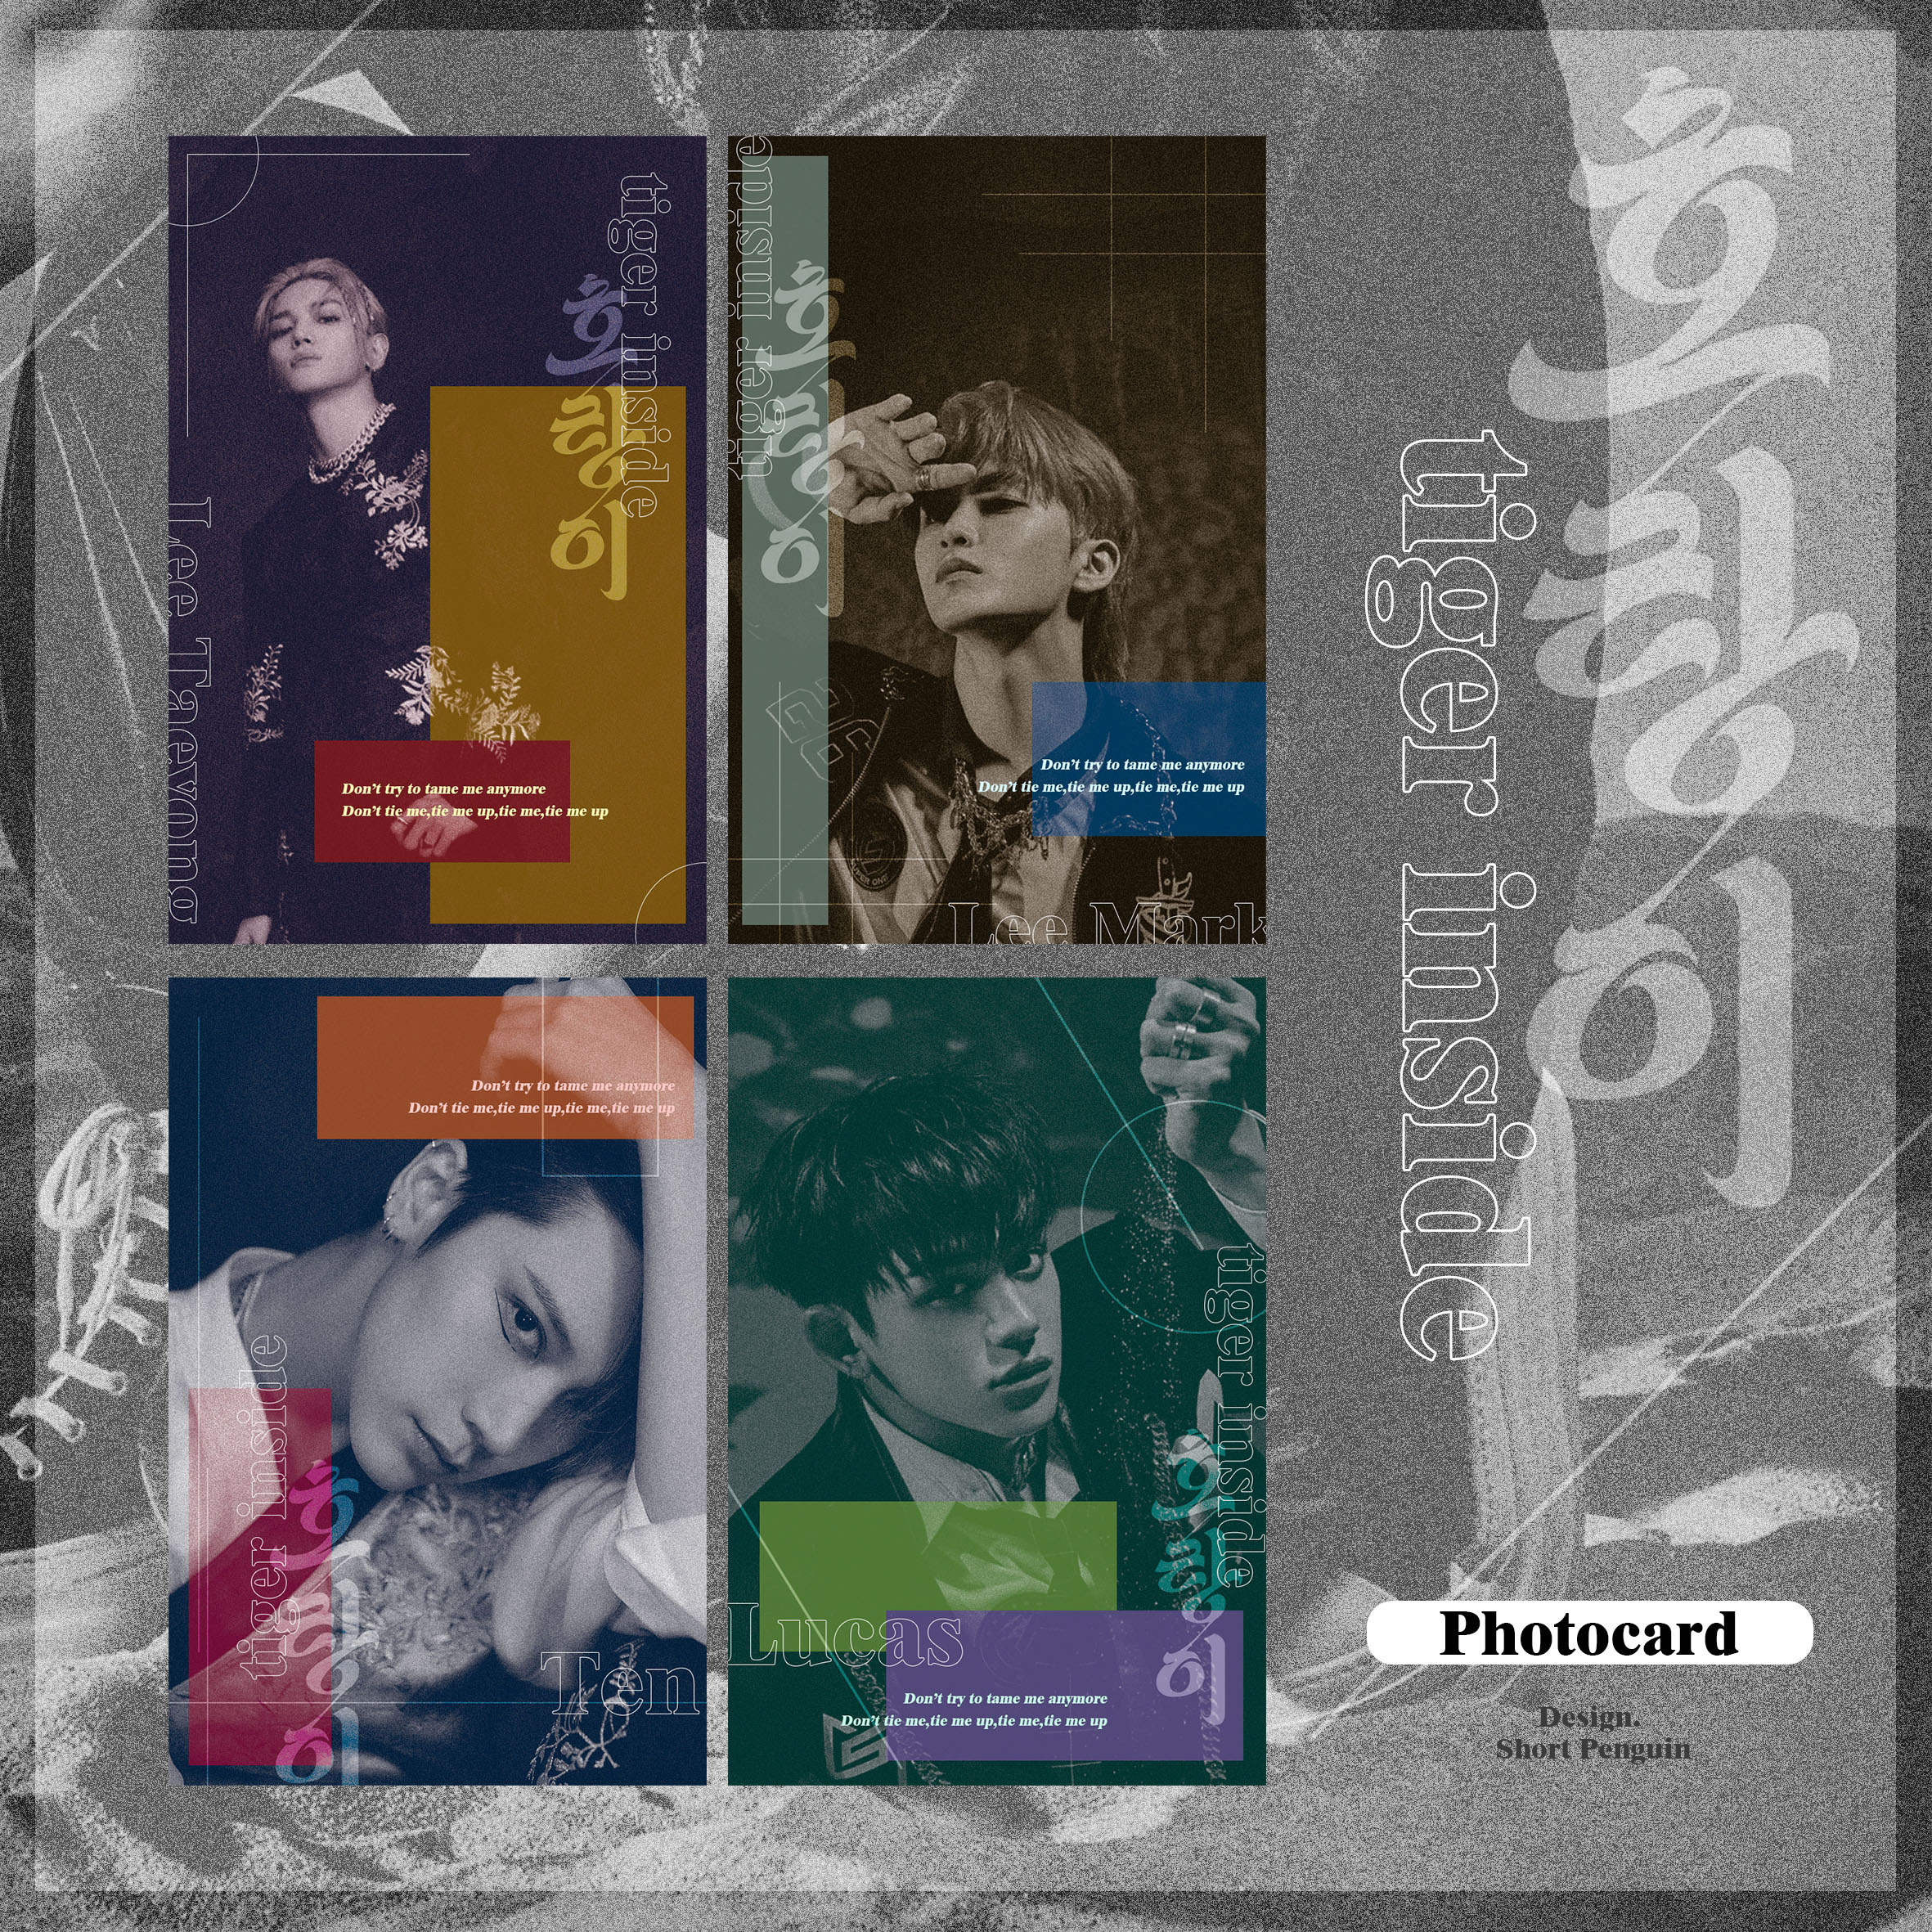 tiger inside
호랑이
Lee Taeyong
Don't try to tame me anymore
Don't tie me,tie me up,tie me,tie me up
tiger inside
호랑이
Don't try to tame me anymore
Don't tie me,tie me up,tie me,tie me up
Lee Mark
Don't try to tame me anymore
Don't tie me,tie me up,tie me,tie me up
tiger inside
호랑이
Ten
tiger inside
호랑이
Lucas
Don't try to tame me anymore
Don't tie me,tie me up,tie me,tie me up
tiger inside
호랑이
Photocard
Design.
Short Penguin